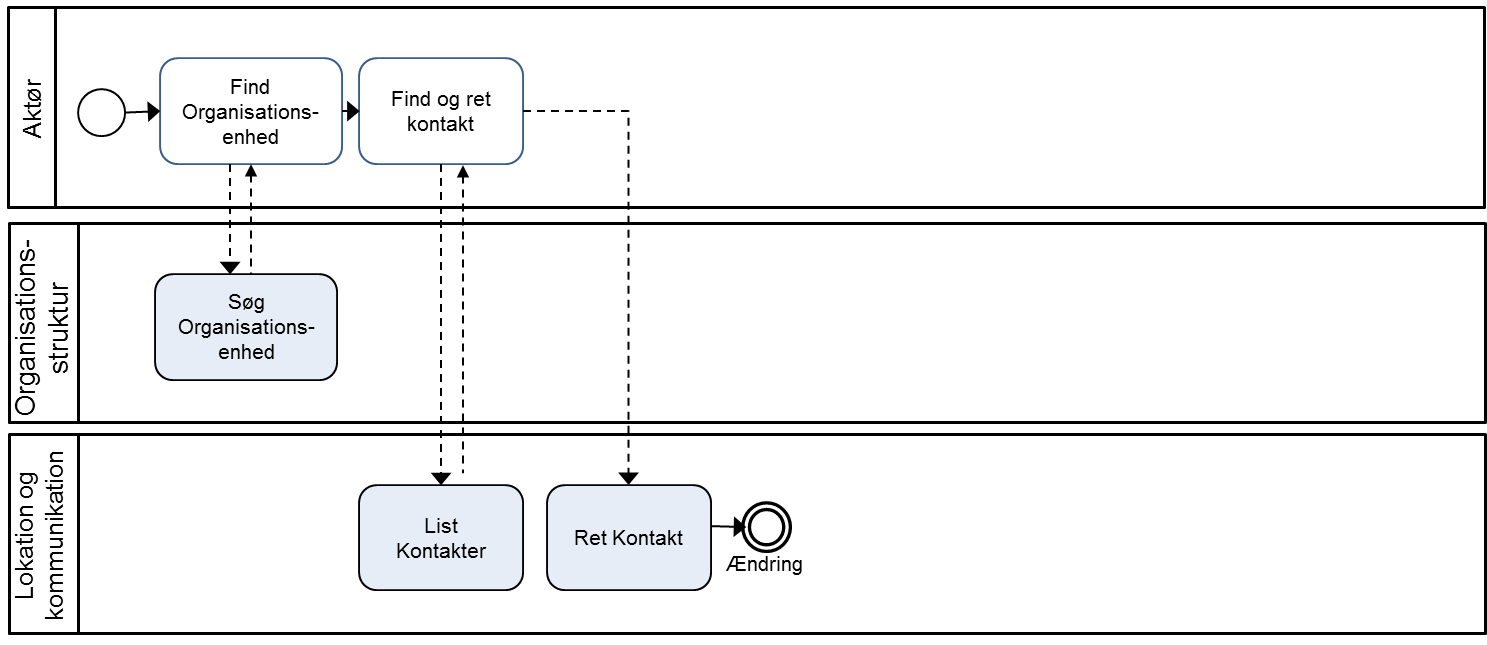 Aktør
Find
Organisations-
enhed
Find og ret
kontakt
Organisations-
struktur
Søg
Organisations-
enhed
Lokation og
kommunikation
List
Kontakter
Ret Kontakt
Ændring